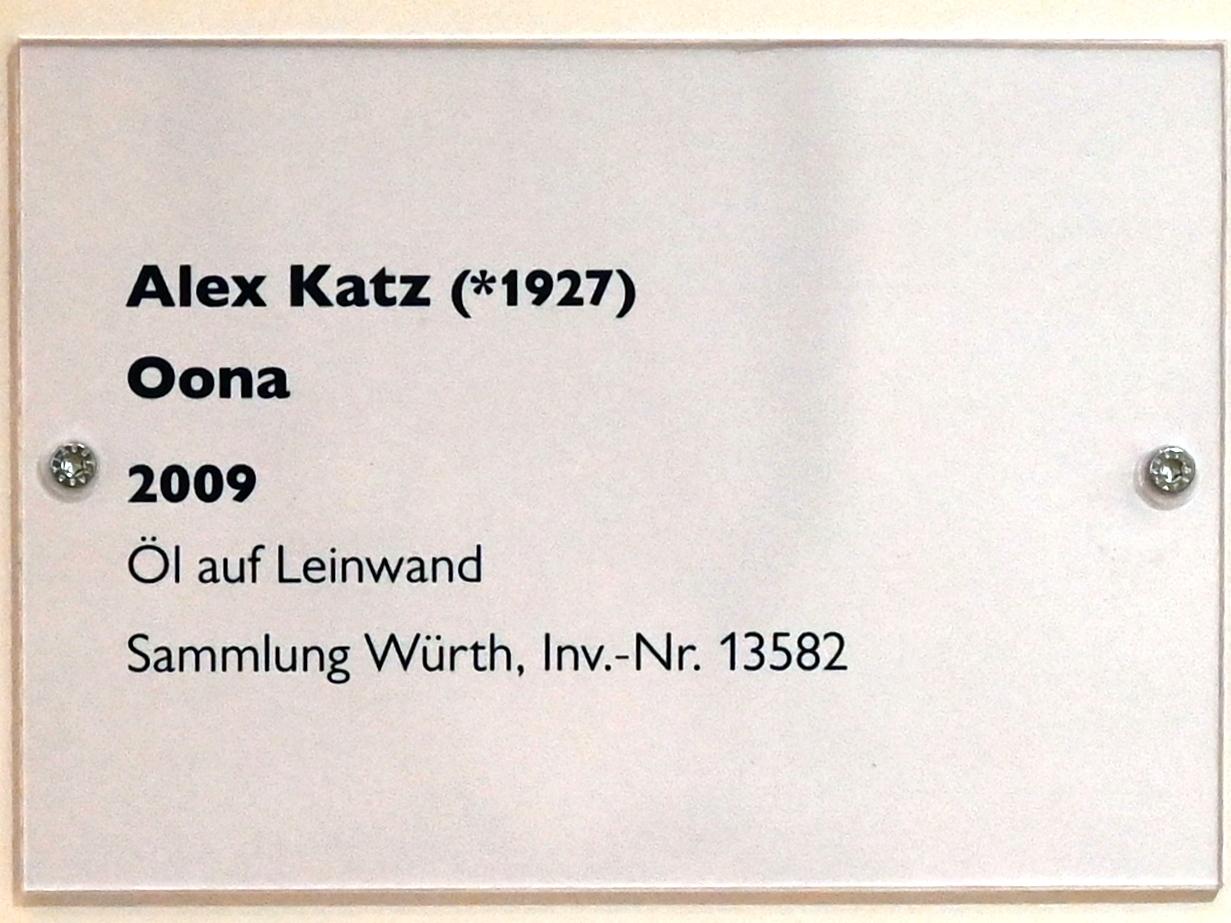 Alex Katz (*1927)
Oona
2009
Öl auf Leinwand
Sammlung Würth, Inv.-Nr. 13582